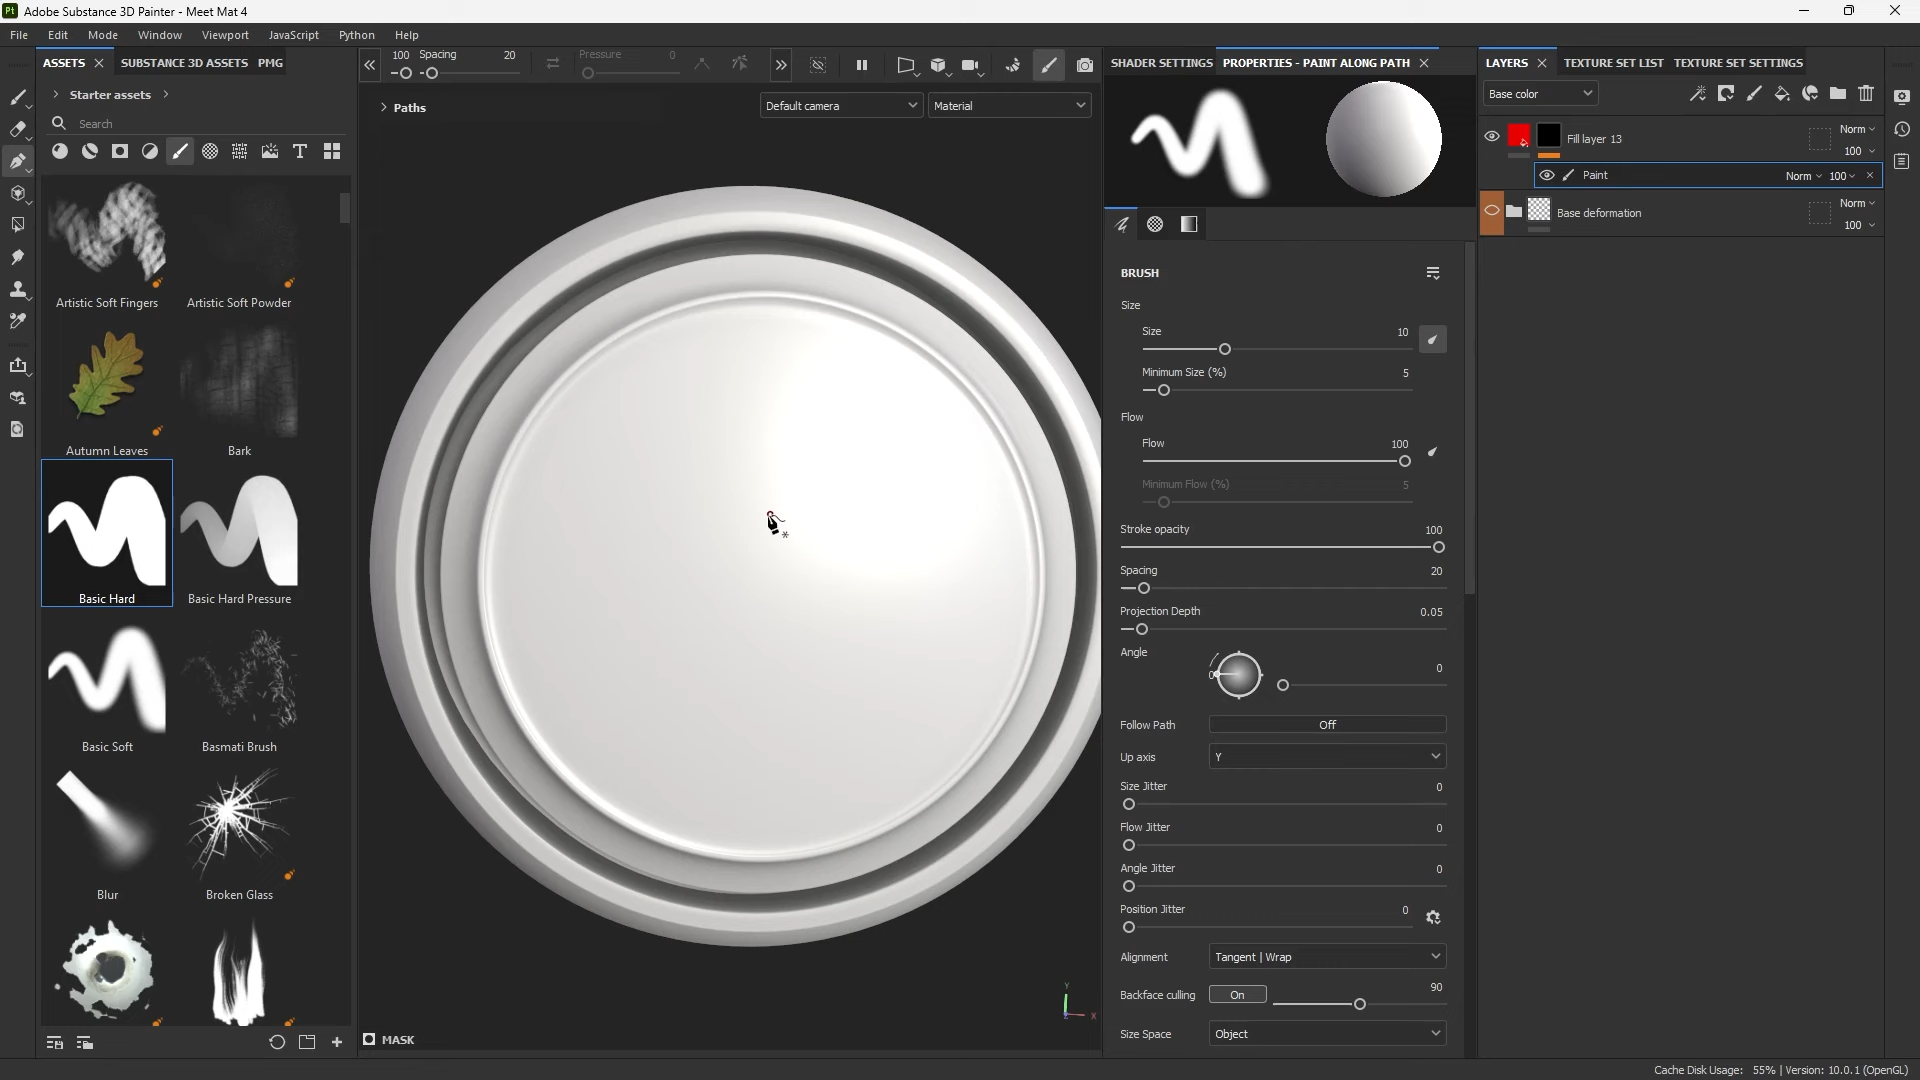 Pt Adobe Substance 3D Painter - Meet Mat 4
File Edit Mode Window Viewport JavaScript Python Help
ASSETS SUBSTANCE 3D ASSETS PMG
Starter assets
Search
Artistic Soft Fingers Artistic Soft Powder
Autumn Leaves Bark
Basic Hard Basic Hard Pressure
Basic Soft Basmati Brush
Blur Broken Glass
100 Spacing 20 Pressure 0
Paths
Default camera Material
MASK
Y
X
SHADER SETTINGS PROPERTIES - PAINT ALONG PATH
BRUSH
Size
Size 10
Minimum Size (%) 5
Flow
Flow 100
Minimum Flow (%) 5
Stroke opacity 100
Spacing 20
Projection Depth 0.05
Angle 0 0
Follow Path Off
Up axis Y
Size Jitter 0
Flow Jitter 0
Angle Jitter 0
Position Jitter 0
Alignment Tangent | Wrap
Backface culling On 90
Size Space Object
LAYERS TEXTURE SET LIST TEXTURE SET SETTINGS
Base color
Fill layer 13 Norm 100
Paint Norm 100
Base deformation Norm 100
Cache Disk Usage: 55% | Version: 10.0.1 (OpenGL)